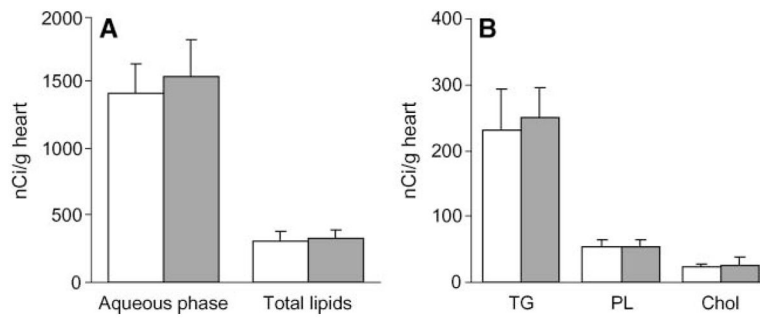 A
nCi/g heart
2000
1500
1000
500
0
Aqueous phase Total lipids
B
nCi/g heart
400
300
200
100
0
TG PL Chol